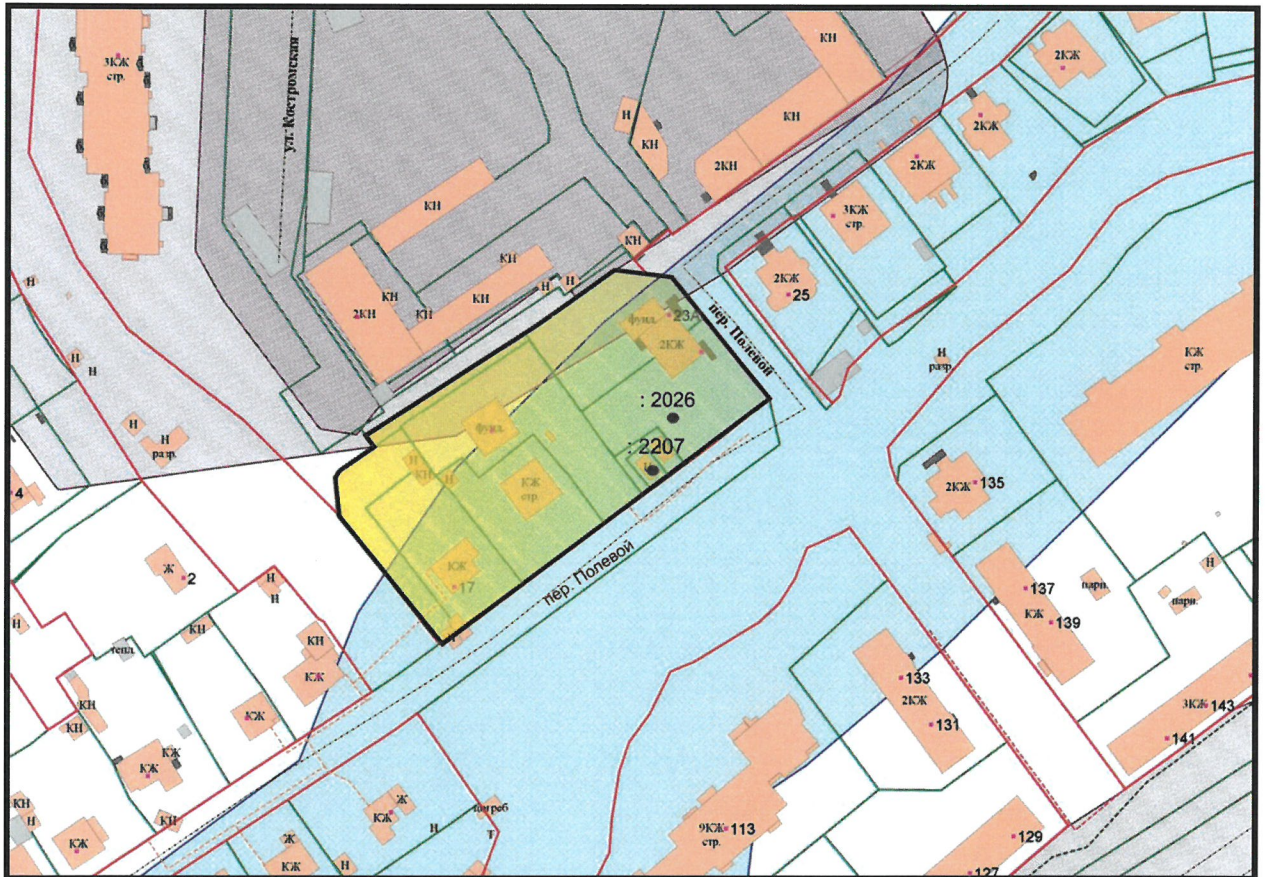 3КЖ
стр.
ул. Костромская
КН
2КЖ
Н
КН
КН
2КН
2КЖ
2КЖ
КН
3КЖ
стр.
КН
КН
2КЖ
25
Н
Н
Н
2КН
КН
КН
КН
фунд.
23А
2КЖ
пер. Полевой
Н
разр.
КЖ
стр.
Н
Н
Н
разр.
: 2026
: 2207
Н
фунд.
Н
КН
Н
КЖ
стр.
4
2КЖ
135
Ж
2
КЖ
17
пер. Полевой
Н
Н
Н
КН
КН
тепл.
КЖ
137
КЖ
139
парн.
парн.
Н
133
2КЖ
131
КН
КН
КЖ
КЖ
КЖ
3КЖ
143
141
КН
Н
КН
КЖ
Ж
КЖ
погреб
Н
Т
9КЖ
стр.
113
129
Ж
КЖ
Н
127